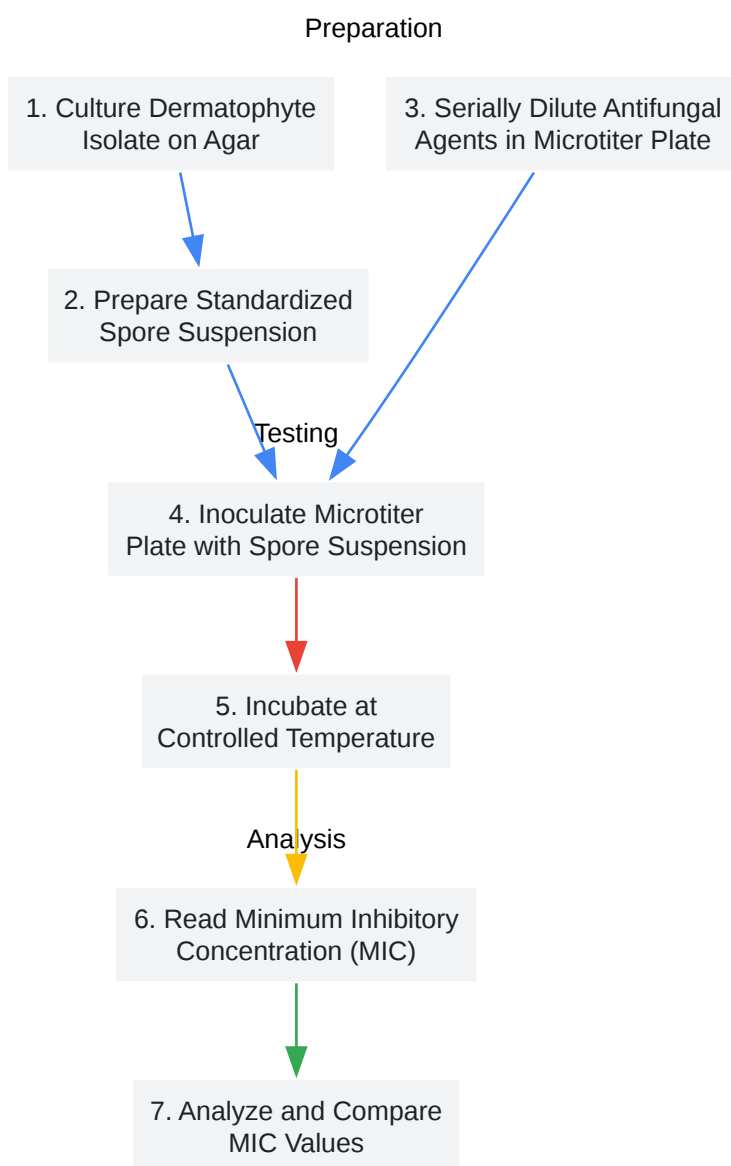 Preparation
1. Culture Dermatophyte
Isolate on Agar
3. Serially Dilute Antifungal
Agents in Microtiter Plate
2. Prepare Standardized
Spore Suspension
Testing
4. Inoculate Microtiter
Plate with Spore Suspension
5. Incubate at
Controlled Temperature
Analysis
6. Read Minimum Inhibitory
Concentration (MIC)
7. Analyze and Compare
MIC Values